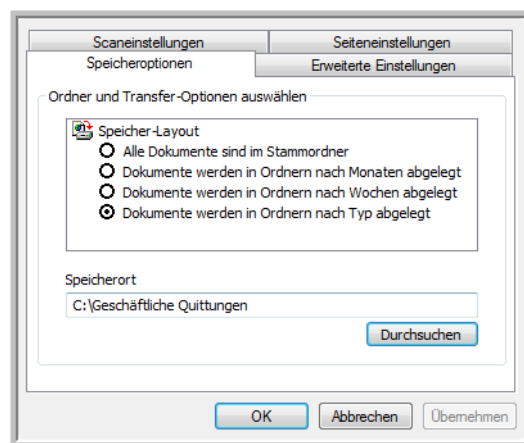 Scaneinstellungen
Seiteneinstellungen
Speicheroptionen
Erweiterte Einstellungen
Ordner und Transfer-Optionen auswählen
Speicher-Layout
Alle Dokumente sind im Stammordner
Dokumente werden in Ordnern nach Monaten abgelegt
Dokumente werden in Ordnern nach Wochen abgelegt
Dokumente werden in Ordnern nach Typ abgelegt
Speicherort
C:\Geschäftliche Quittungen
Durchsuchen
OK
Abbrechen
Übernehmen